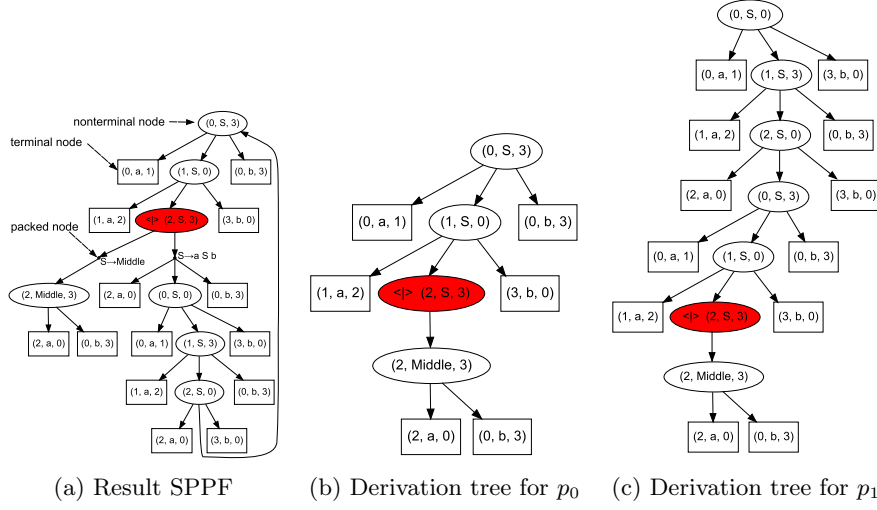 nonterminal node
(0, S, 3)
terminal node
(0, a, 1)
(1, S, 0)
(0, b, 3)
(1, a, 2)
<|> (2, S, 3)
(3, b, 0)
packed node
S→Middle
S→a S b
(2, Middle, 3)
(2, a, 0)
(0, S, 0)
(0, b, 3)
(2, a, 0)
(0, b, 3)
(0, a, 1)
(1, S, 3)
(3, b, 0)
(1, a, 2)
(2, S, 0)
(0, b, 3)
(2, a, 0)
(3, b, 0)
(a) Result SPPF
(0, S, 3)
(0, a, 1)
(1, S, 0)
(0, b, 3)
(1, a, 2)
<|> (2, S, 3)
(3, b, 0)
(2, Middle, 3)
(2, a, 0)
(0, b, 3)
(b) Derivation tree for p0
(0, S, 0)
(0, a, 1)
(1, S, 3)
(3, b, 0)
(1, a, 2)
(2, S, 0)
(0, b, 3)
(2, a, 0)
(0, S, 3)
(3, b, 0)
(0, a, 1)
(1, S, 0)
(0, b, 3)
(1, a, 2)
<|> (2, S, 3)
(3, b, 0)
(2, Middle, 3)
(2, a, 0)
(0, b, 3)
(c) Derivation tree for p1